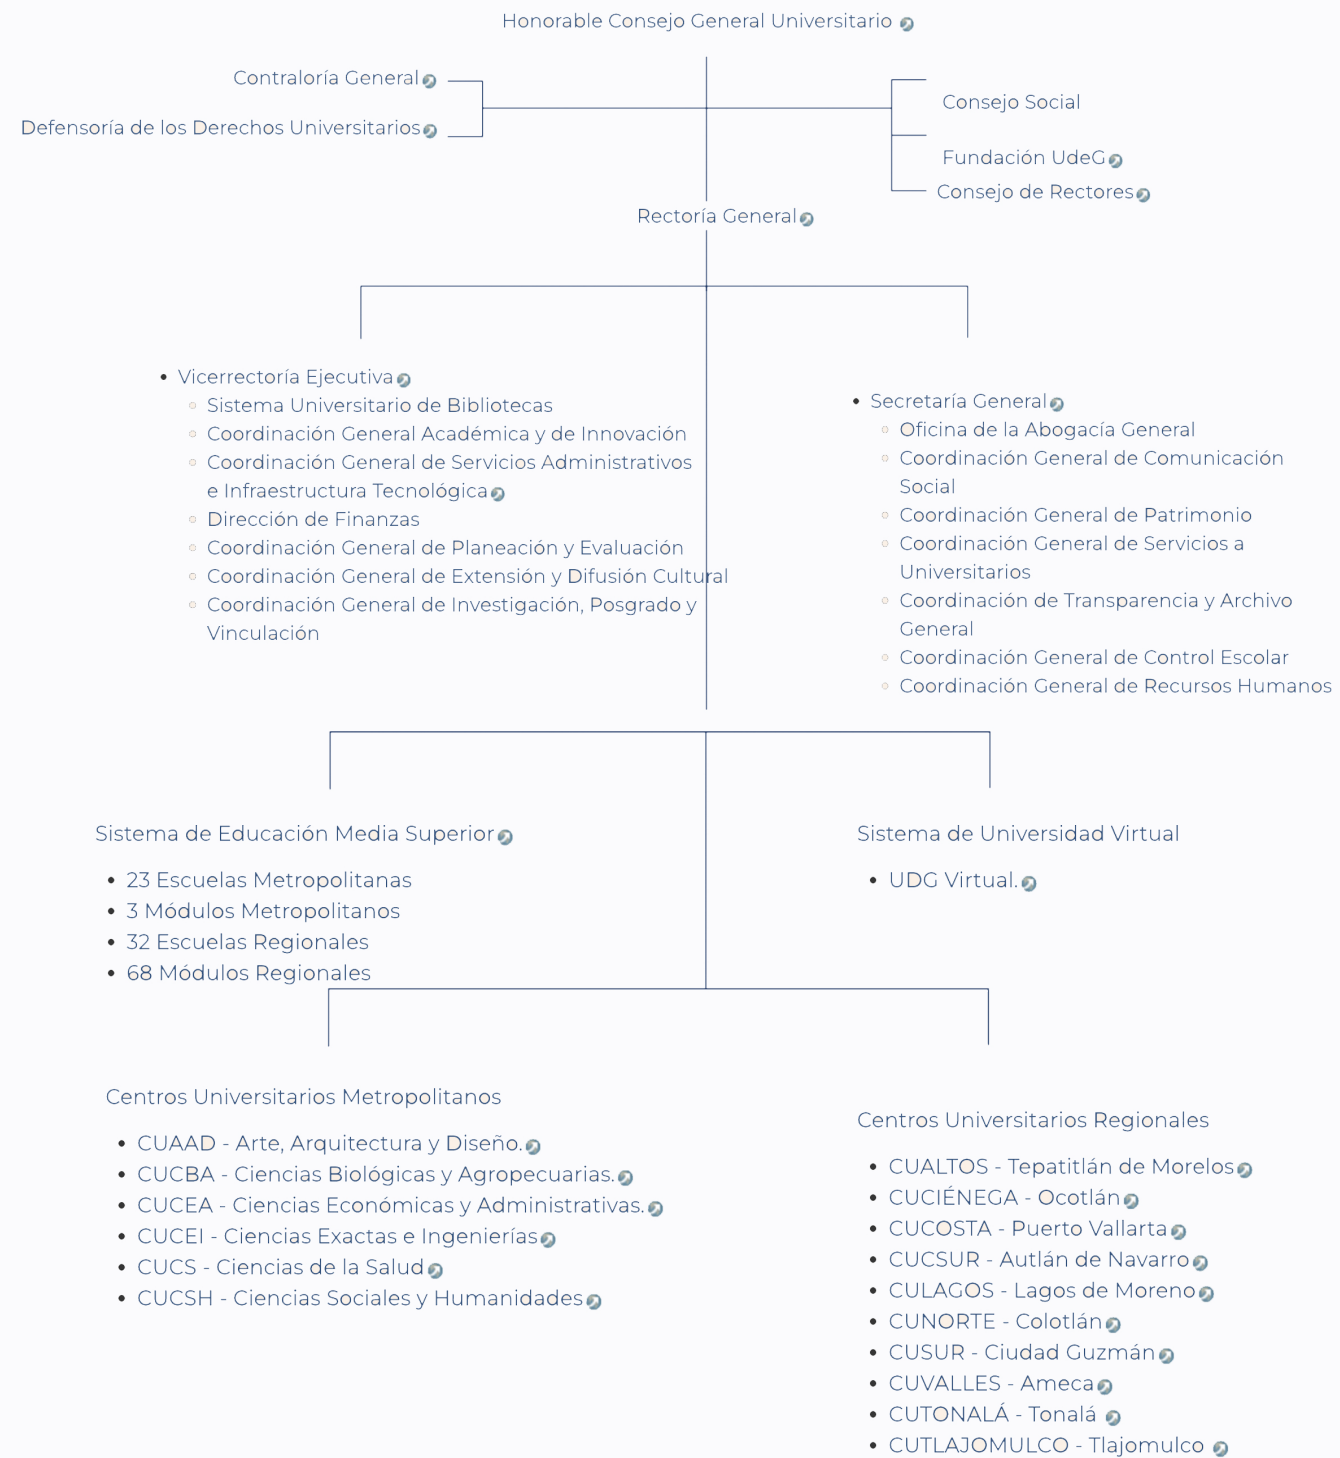 Honorable Consejo General Universitario
Contraloría General
Defensoría de los Derechos Universitarios
Consejo Social
Fundación UdeG
Consejo de Rectores
Rectoría General
Vicerrectoría Ejecutiva
Sistema Universitario de Bibliotecas
Coordinación General Académica y de Innovación
Coordinación General de Servicios Administrativos
e Infraestructura Tecnológica
Dirección de Finanzas
Coordinación General de Planeación y Evaluación
Coordinación General de Extensión y Difusión Cultural
Coordinación General de Investigación, Posgrado y
Vinculación
Secretaría General
Oficina de la Abogacía General
Coordinación General de Comunicación
Social
Coordinación General de Patrimonio
Coordinación General de Servicios a
Universitarios
Coordinación de Transparencia y Archivo
General
Coordinación General de Control Escolar
Coordinación General de Recursos Humanos
Sistema de Educación Media Superior
23 Escuelas Metropolitanas
3 Módulos Metropolitanos
32 Escuelas Regionales
68 Módulos Regionales
Sistema de Universidad Virtual
UDG Virtual.
Centros Universitarios Metropolitanos
CUAAD - Arte, Arquitectura y Diseño.
CUCBA - Ciencias Biológicas y Agropecuarias.
CUCEA - Ciencias Económicas y Administrativas.
CUCEI - Ciencias Exactas e Ingenierías
CUCS - Ciencias de la Salud
CUCSH - Ciencias Sociales y Humanidades
Centros Universitarios Regionales
CUALTOS - Tepatitlán de Morelos
CUCIÉNEGA - Ocotlán
CUCOSTA - Puerto Vallarta
CUCSUR - Autlán de Navarro
CULAGOS - Lagos de Moreno
CUNORTE - Colotlán
CUSUR - Ciudad Guzmán
CUVALLES - Ameca
CUTONALÁ - Tonalá
CUTLAJOMULCO - Tlajomulco